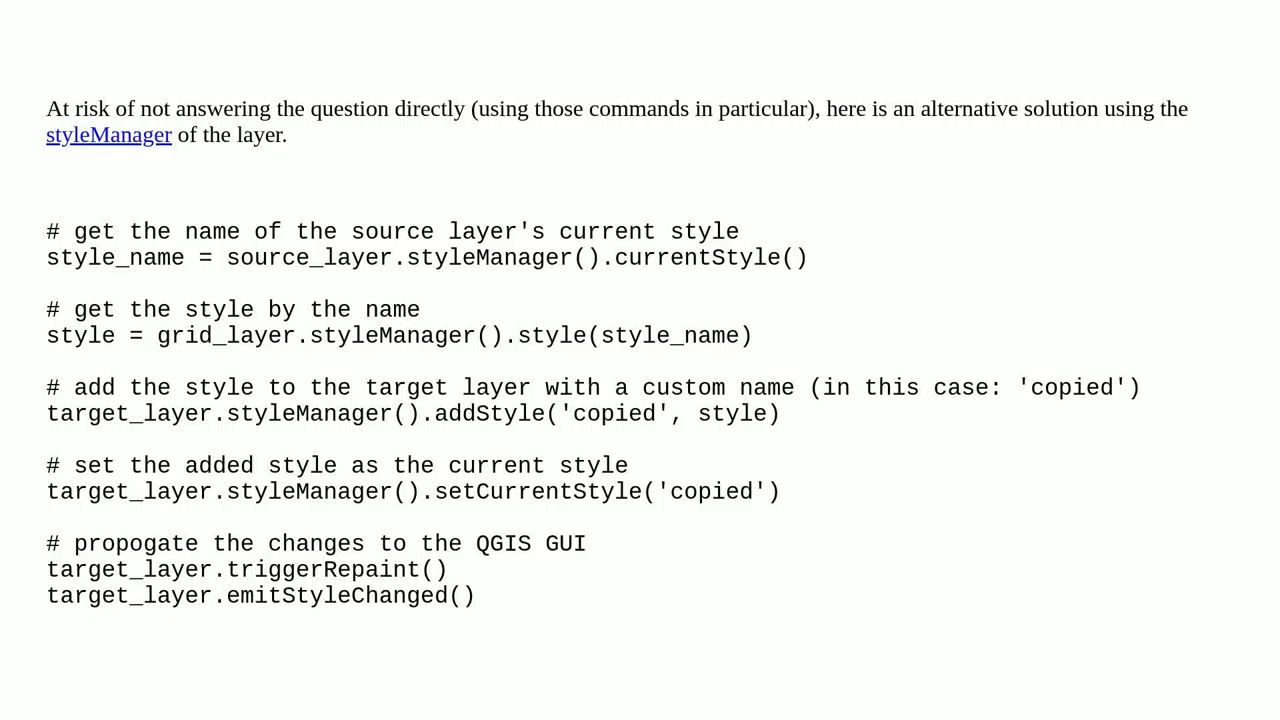 At risk of not answering the question directly (using those commands in particular), here is an alternative solution using the
styleManager of the layer.
# get the name of the source layer's current style
style_name = source_layer.styleManager().currentStyle()
# get the style by the name
style = grid_layer.styleManager().style(style_name)
# add the style to the target layer with a custom name (in this case: 'copied')
target_layer.styleManager().addStyle('copied', style)
# set the added style as the current style
target_layer.styleManager().setCurrentStyle('copied')
# propogate the changes to the QGIS GUI
target_layer.triggerRepaint()
target_layer.emitStyleChanged()